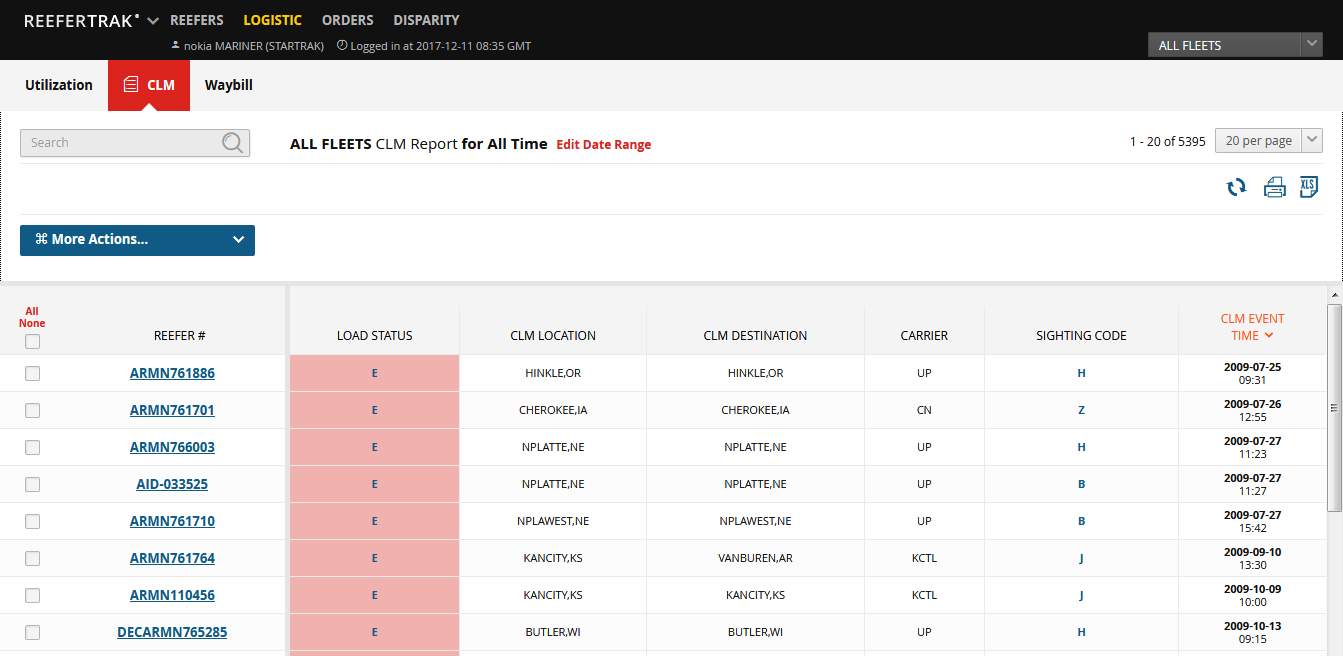 REEFERTRAK REEFERS LOGISTIC ORDERS DISPARITY
nokia MARINER (STARTRAK) Logged in at 2017-12-11 08:35 GMT
ALL FLEETS
Utilization CLM Waybill
Search
ALL FLEETS CLM Report for All Time Edit Date Range
1 - 20 of 5395 20 per page
XLS
⌘ More Actions...
All
None
REEFER # LOAD STATUS CLM LOCATION CLM DESTINATION CARRIER SIGHTING CODE CLM EVENT
TIME
ARMN761886 E HINKLE,OR HINKLE,OR UP H 2009-07-25
09:31
ARMN761701 E CHEROKEE,IA CHEROKEE,IA CN Z 2009-07-26
12:55
ARMN766003 E NPLATTE,NE NPLATTE,NE UP H 2009-07-27
11:23
AID-033525 E NPLATTE,NE NPLATTE,NE UP B 2009-07-27
11:27
ARMN761710 E NPLAWEST,NE NPLAWEST,NE UP B 2009-07-27
15:42
ARMN761764 E KANCITY,KS VANBUREN,AR KCTL J 2009-09-10
13:30
ARMN110456 E KANCITY,KS KANCITY,KS KCTL J 2009-10-09
10:00
DECARMN765285 E BUTLER,WI BUTLER,WI UP H 2009-10-13
09:15